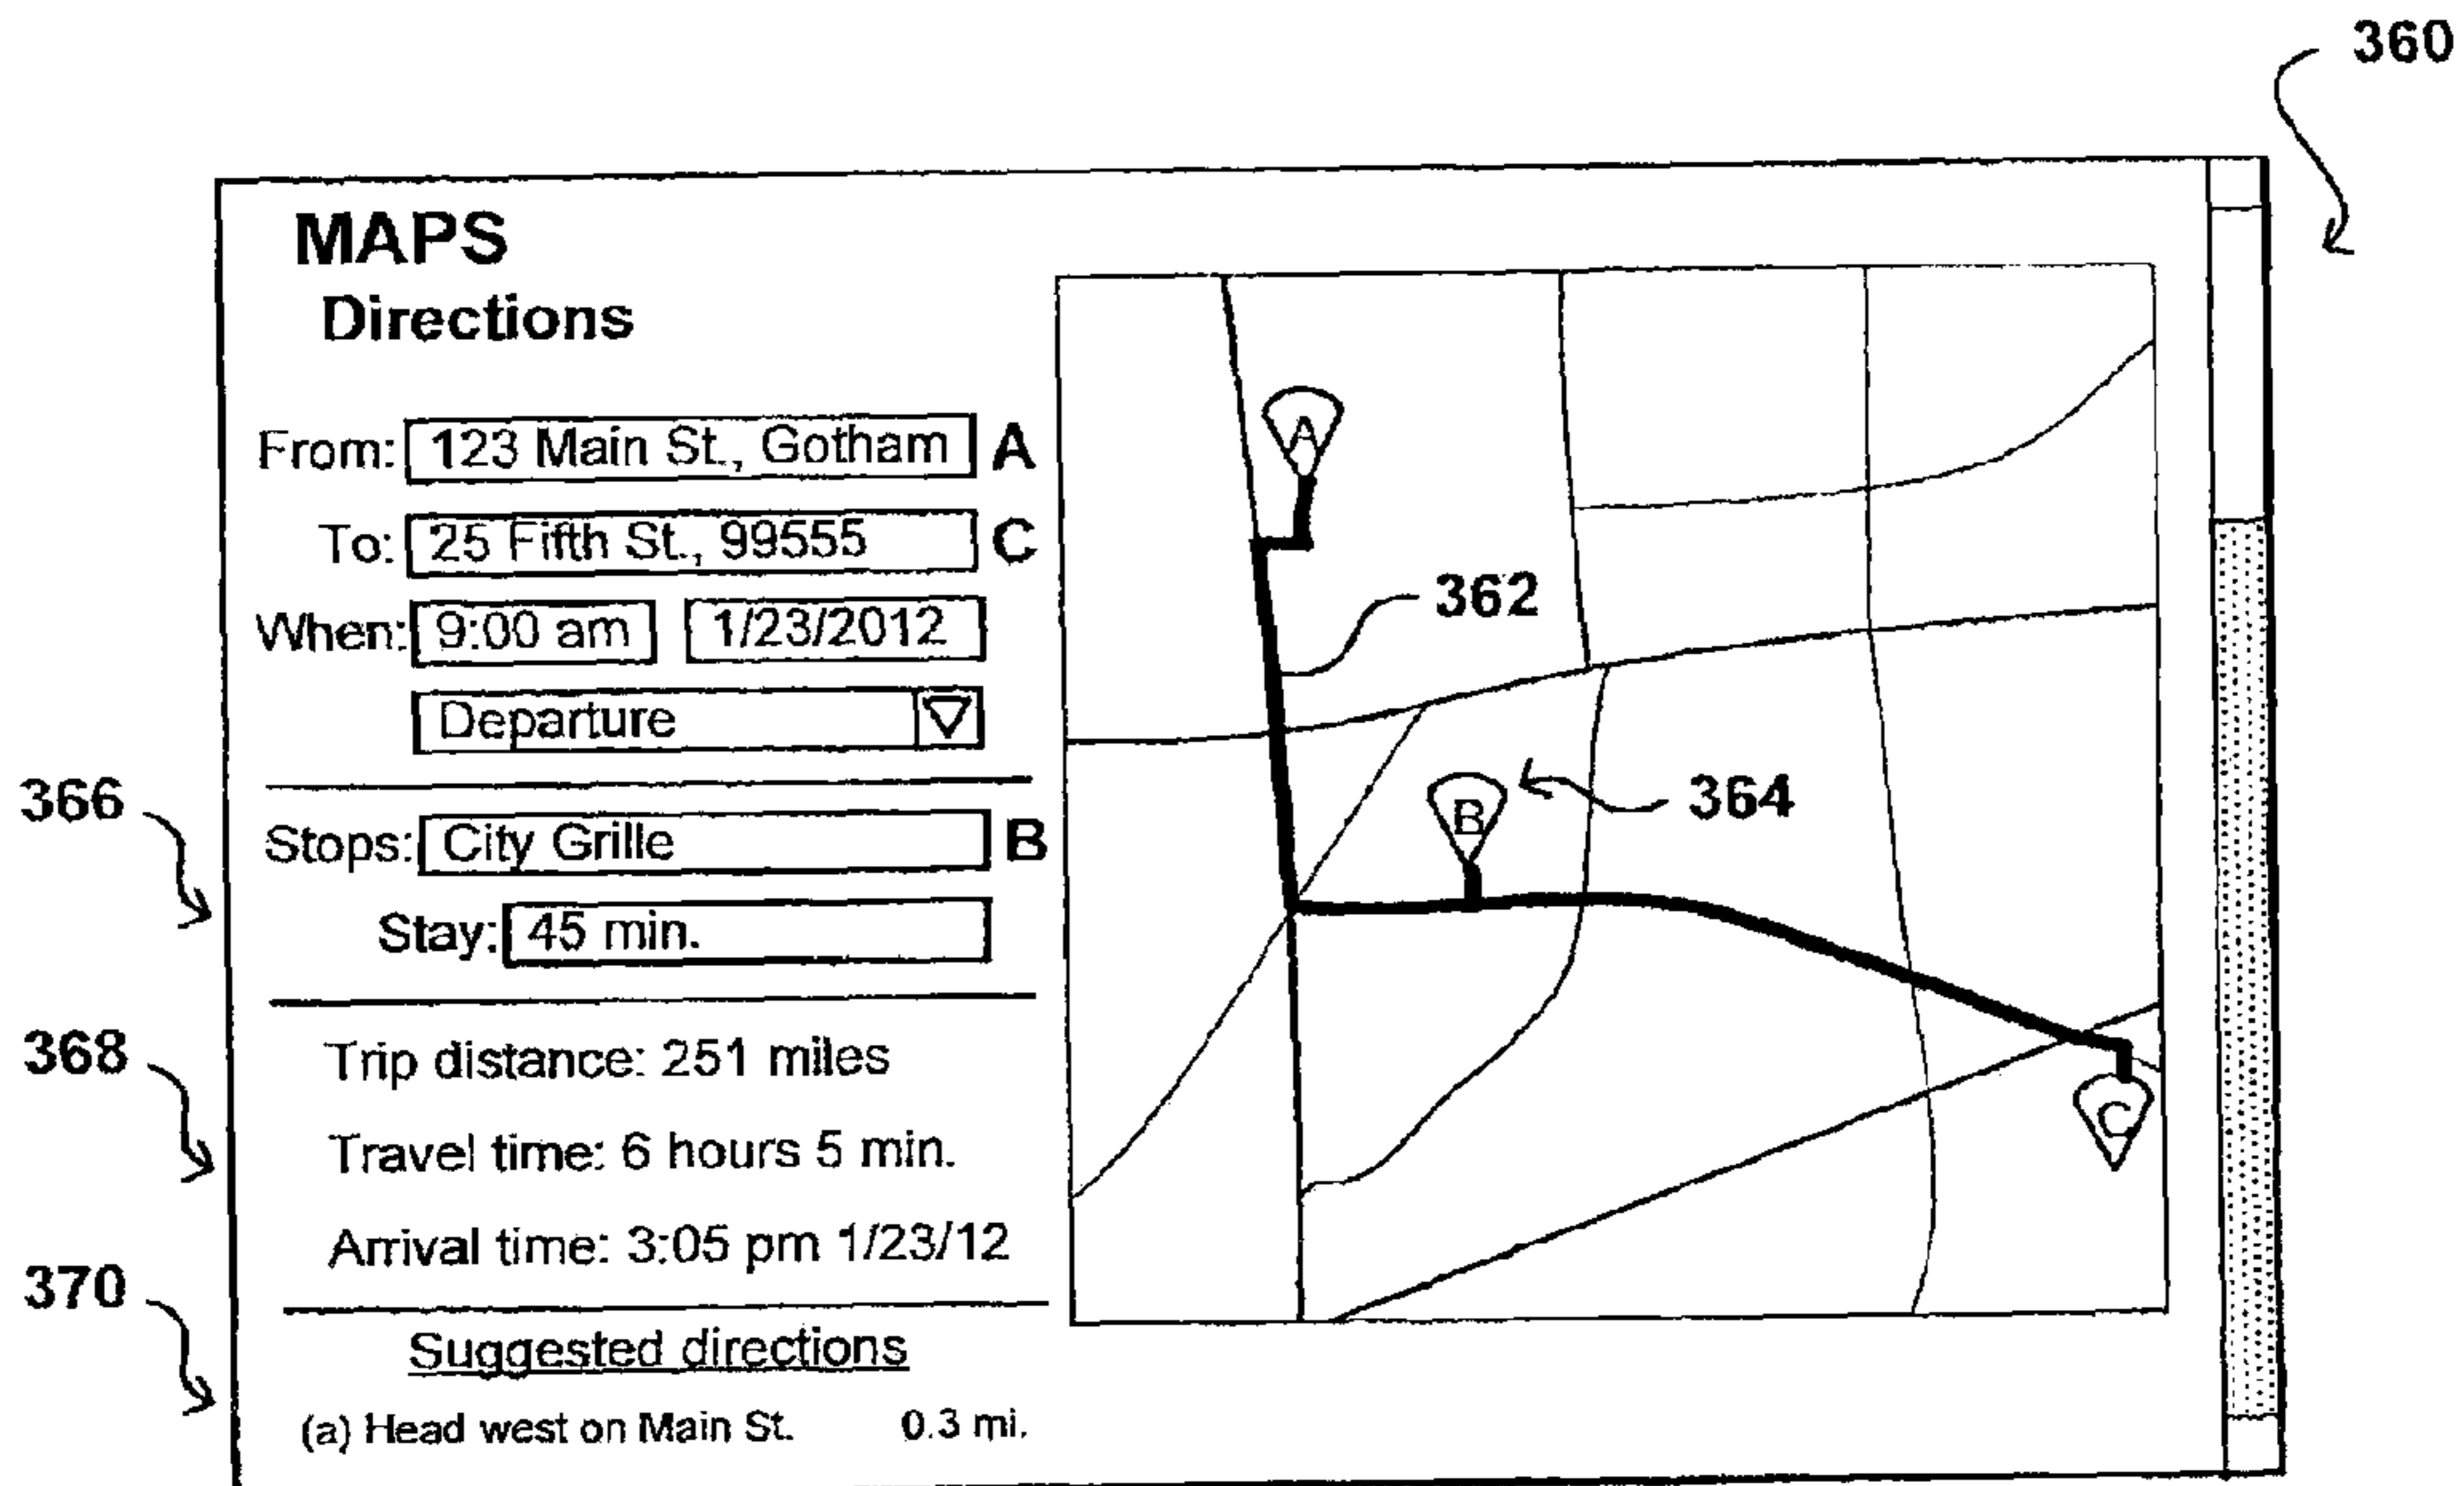 360
MAPS
Directions
From: 123 Main St., Gotham A
To: 25 Fifth St., 99555 C
When: 9:00 am 1/23/2012
Departure
366
Stops: City Grille B
Stay: 45 min.
368
Trip distance: 251 miles
Travel time: 6 hours 5 min.
Arrival time: 3:05 pm 1/23/12
370
Suggested directions
(a) Head west on Main St. 0.3 mi.
A
362
B
364
C